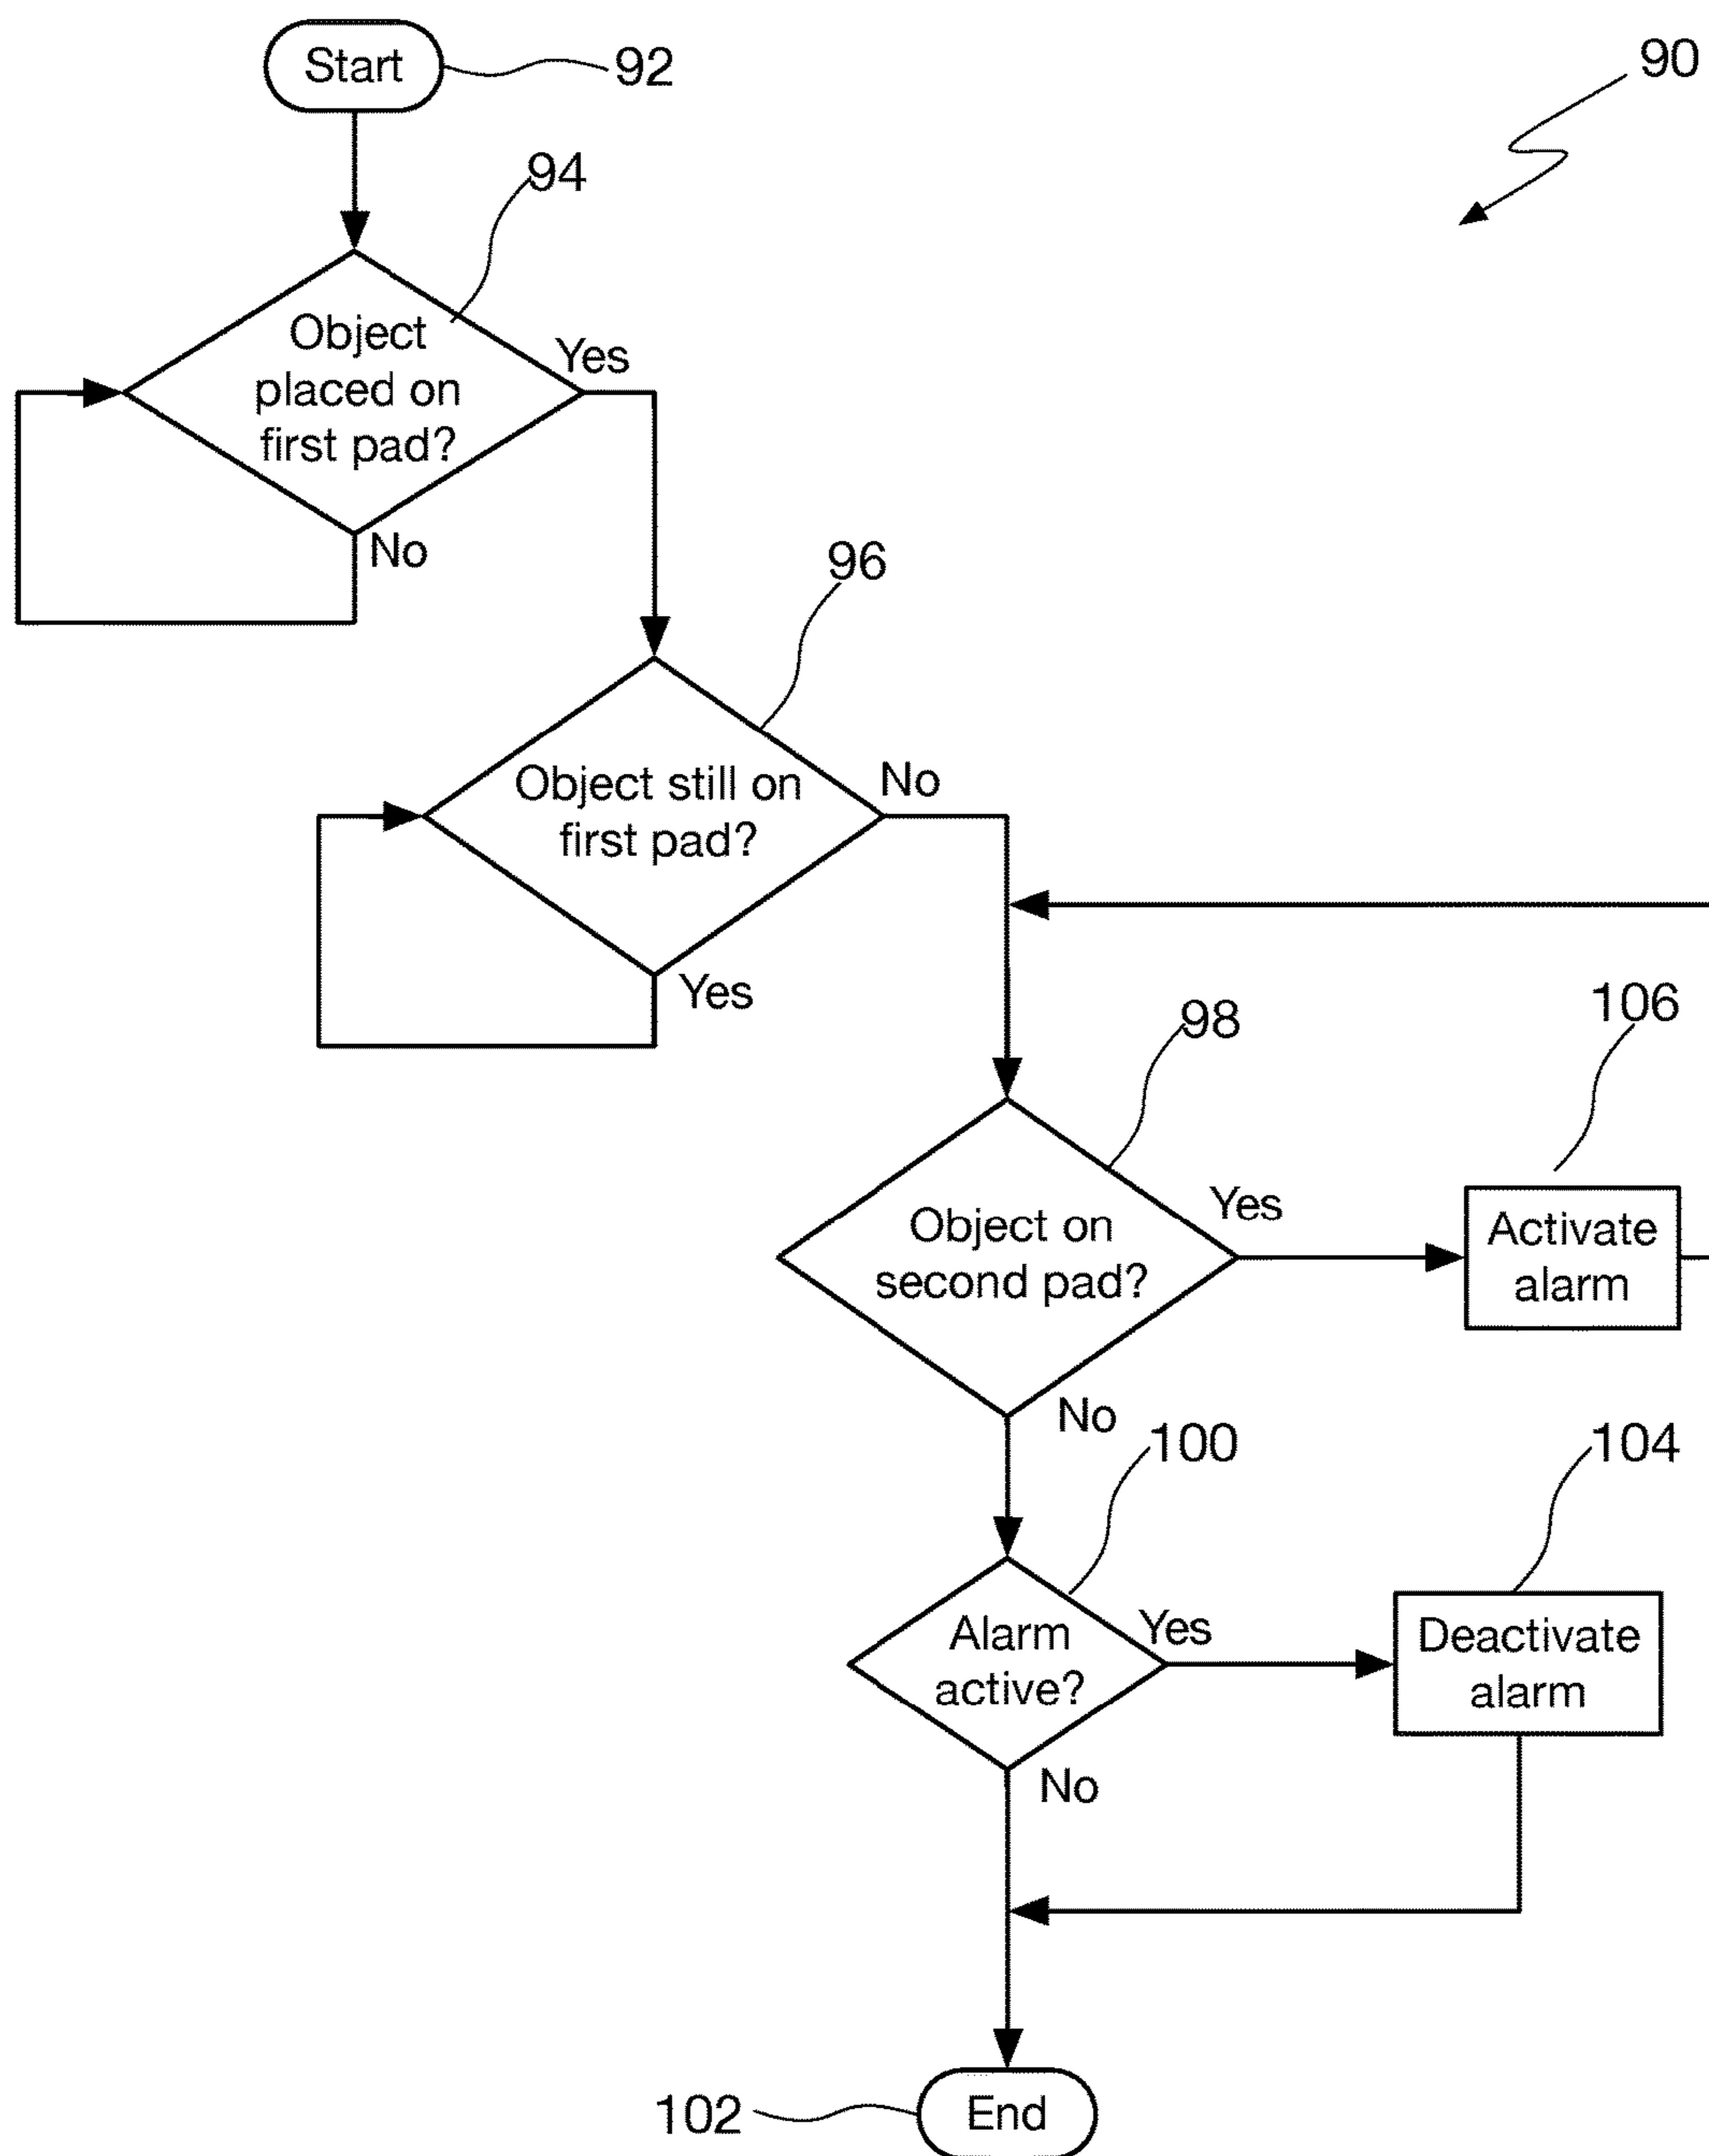 Start
92
90
94
Object
placed on
first pad?
Yes
No
96
Object still on
first pad?
No
Yes
98
106
Object on
second pad?
Yes
Activate
alarm
No
100
104
Alarm
active?
Yes
Deactivate
alarm
No
102
End